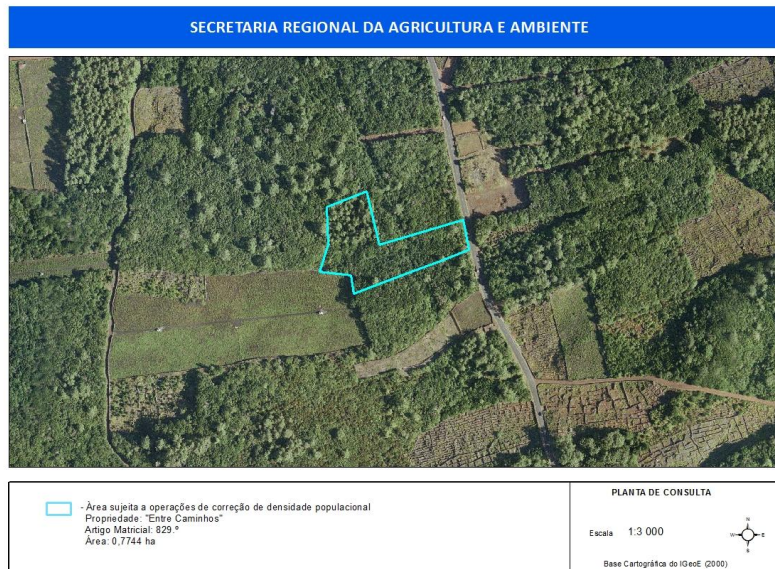 SECRETARIA REGIONAL DA AGRICULTURA E AMBIENTE
- Área sujeita a operações de correção de densidade populacional
Propriedade: "Entre Caminhos"
Artigo Matricial: 829.º
Área: 0,7744 ha
PLANTA DE CONSULTA
Escala 1:3 000
N
W E
S
Base Cartográfica do IGeoE (2000)